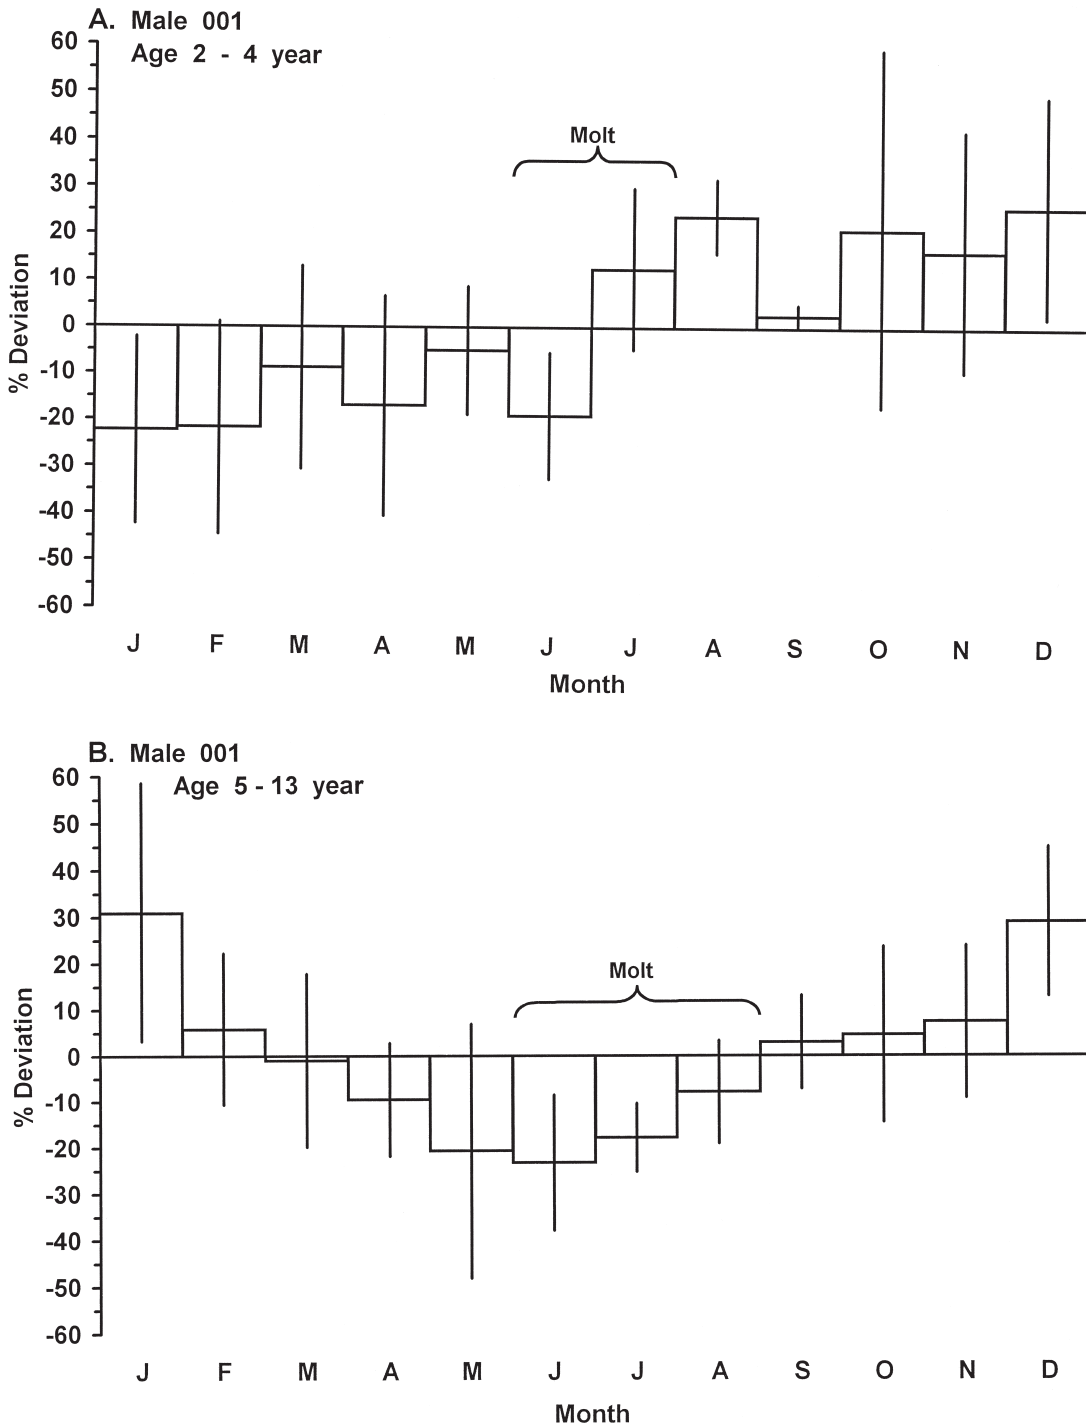 A. Male 001
Age 2 - 4 year
60
50
40
30
20
10
0
-10
-20
-30
-40
-50
-60
% Deviation
Molt
J F M A M J J A S O N D
Month
B. Male 001
Age 5 - 13 year
60
50
40
30
20
10
0
-10
-20
-30
-40
-50
-60
% Deviation
Molt
J F M A M J J A S O N D
Month